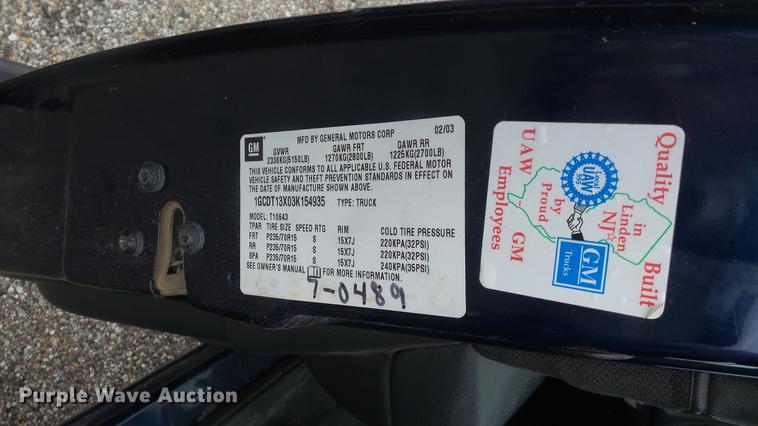 GM
MFD BY GENERAL MOTORS CORP 02/03
GVWR GAWR FRT GAWR RR
2336KG(5150LB) 1270KG(2800LB) 1225KG(2700LB)
THIS VEHICLE CONFORMS TO ALL APPLICABLE U.S. FEDERAL MOTOR
VEHICLE SAFETY AND THEFT PREVENTION STANDARDS IN EFFECT ON
THE DATE OF MANUFACTURE SHOWN ABOVE.
1GCDT13X03K154935 TYPE: TRUCK
MODEL: T10643
TPAR TIRE SIZE SPEED RTG RIM COLD TIRE PRESSURE
FRT P235/70R15 S 15X7J 220KPA(32PSI)
RR P235/70R15 S 15X7J 220KPA(32PSI)
SPA P235/70R15 S 15X7J 240KPA(35PSI)
SEE OWNER'S MANUAL FOR MORE INFORMATION.
7-0489
Quality Built
in Linden NJ
by Proud
UAW GM
Employees
UAW
GM
Trucks
Purple Wave Auction